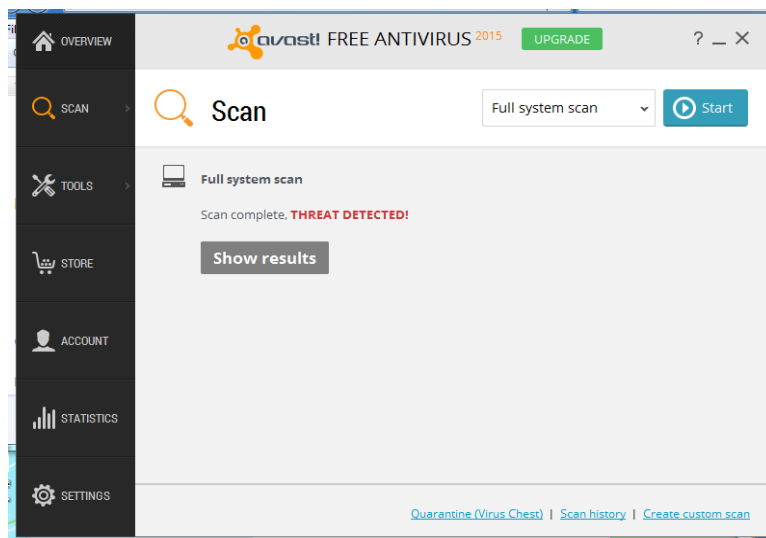 OVERVIEW
avast! FREE ANTIVIRUS 2015 UPGRADE ?
SCAN
Scan
Full system scan
Start
TOOLS
Full system scan
Scan complete, THREAT DETECTED!
Show results
STORE
ACCOUNT
STATISTICS
SETTINGS
Quarantine (Virus Chest) | Scan history | Create custom scan